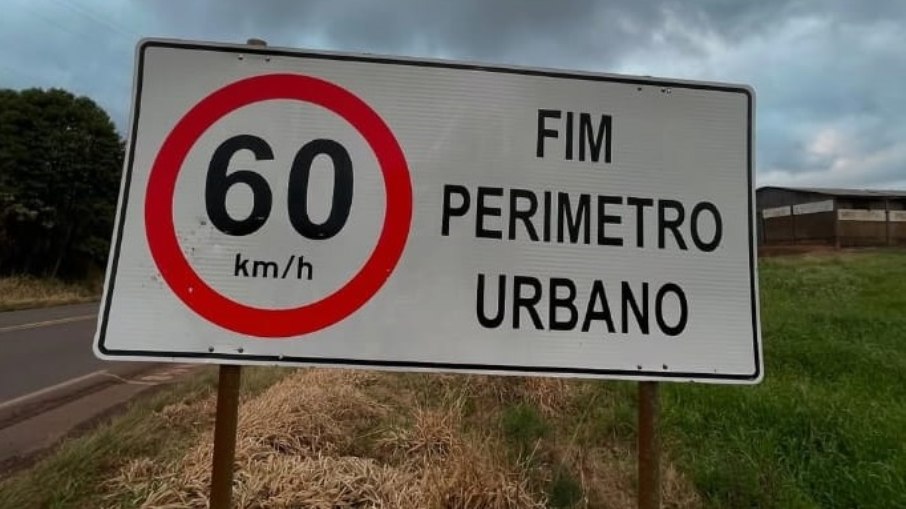 60
km/h
FIM
PERIMETRO
URBANO